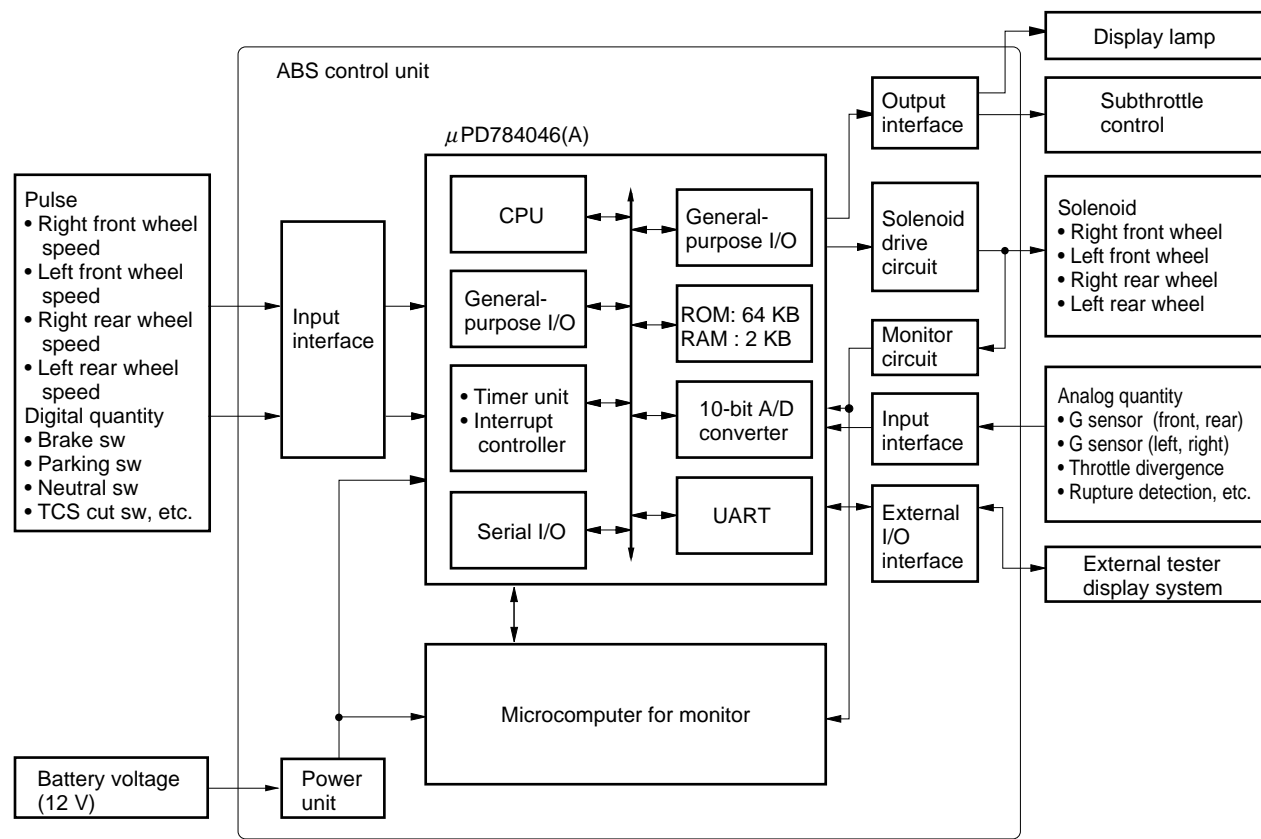 ABS control unit
μPD784046(A)
Pulse
• Right front wheel
speed
• Left front wheel
speed
• Right rear wheel
speed
• Left rear wheel
speed
Digital quantity
• Brake sw
• Parking sw
• Neutral sw
• TCS cut sw, etc.
Battery voltage
(12 V)
Input
interface
Power
unit
CPU
General-
purpose I/O
• Timer unit
• Interrupt
controller
Serial I/O
General-
purpose I/O
ROM: 64 KB
RAM : 2 KB
10-bit A/D
converter
UART
Microcomputer for monitor
Output
interface
Solenoid
drive
circuit
Monitor
circuit
Input
interface
External
I/O
interface
Display lamp
Subthrottle
control
Solenoid
• Right front wheel
• Left front wheel
• Right rear wheel
• Left rear wheel
Analog quantity
• G sensor (front, rear)
• G sensor (left, right)
• Throttle divergence
• Rupture detection, etc.
External tester
display system